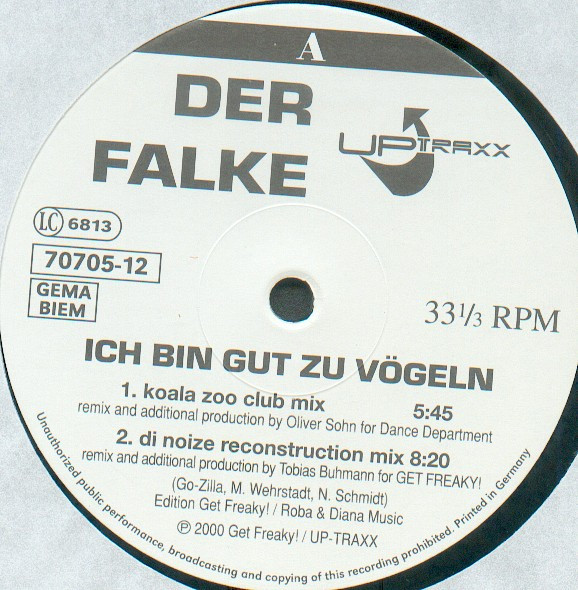 A
DER
FALKE
UPTRAXX
LC 6813
70705-12
GEMA
BIEM
33 1/3 RPM
ICH BIN GUT ZU VÖGELN
1. koala zoo club mix 5:45
remix and additional production by Oliver Sohn for Dance Department
2. di noize reconstruction mix 8:20
remix and additional production by Tobias Buhmann for GET FREAKY!
(Go-Zilla, M. Wehrstadt, N. Schmidt)
Edition Get Freaky! / Roba & Diana Music
℗ 2000 Get Freaky! / UP-TRAXX
Unauthorized public performance, broadcasting and copying of this recording prohibited. Printed in Germany